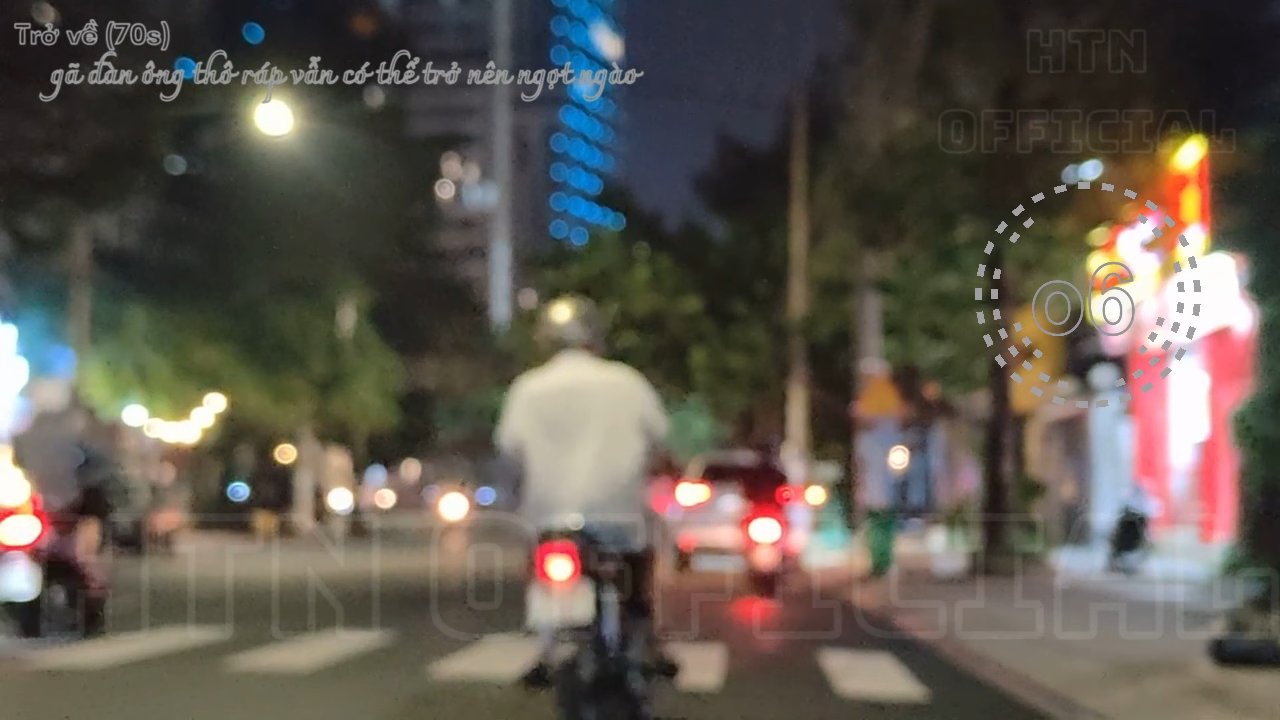 Trở về (70s)
gã đàn ông thô ráp vẫn có thể trở nên ngọt ngào
HTN
OFFICIAL
06
HTN OFFICIAL